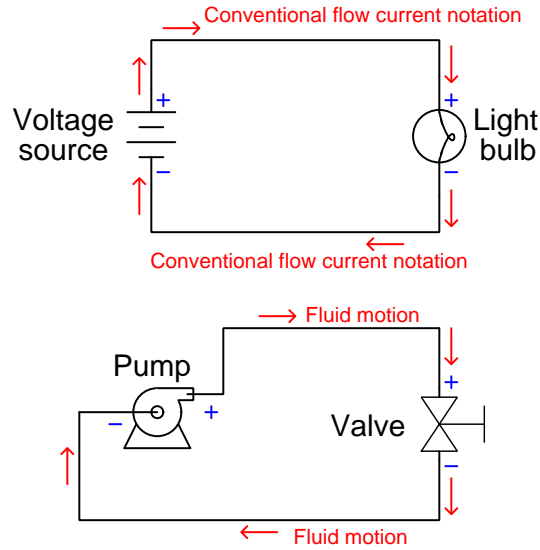 Conventional flow current notation
+
+
Voltage
source
Light
bulb
−
−
Conventional flow current notation
Fluid motion
Pump
+
−
+
Valve
−
Fluid motion